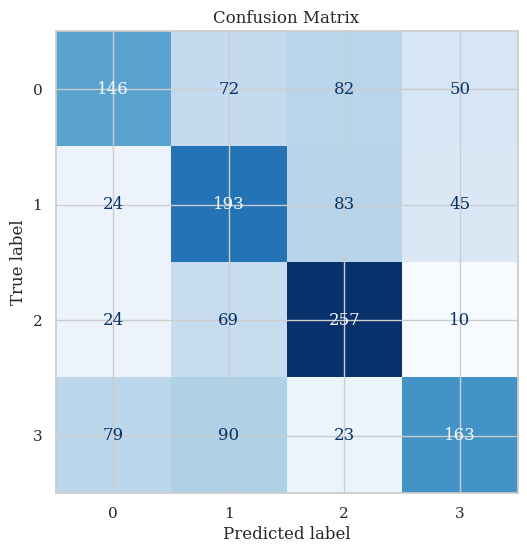 Confusion Matrix
True label
0
146 72 82 50
1
24 193 83 45
2
24 69 257 10
3
79 90 23 163
0 1 2 3
Predicted label